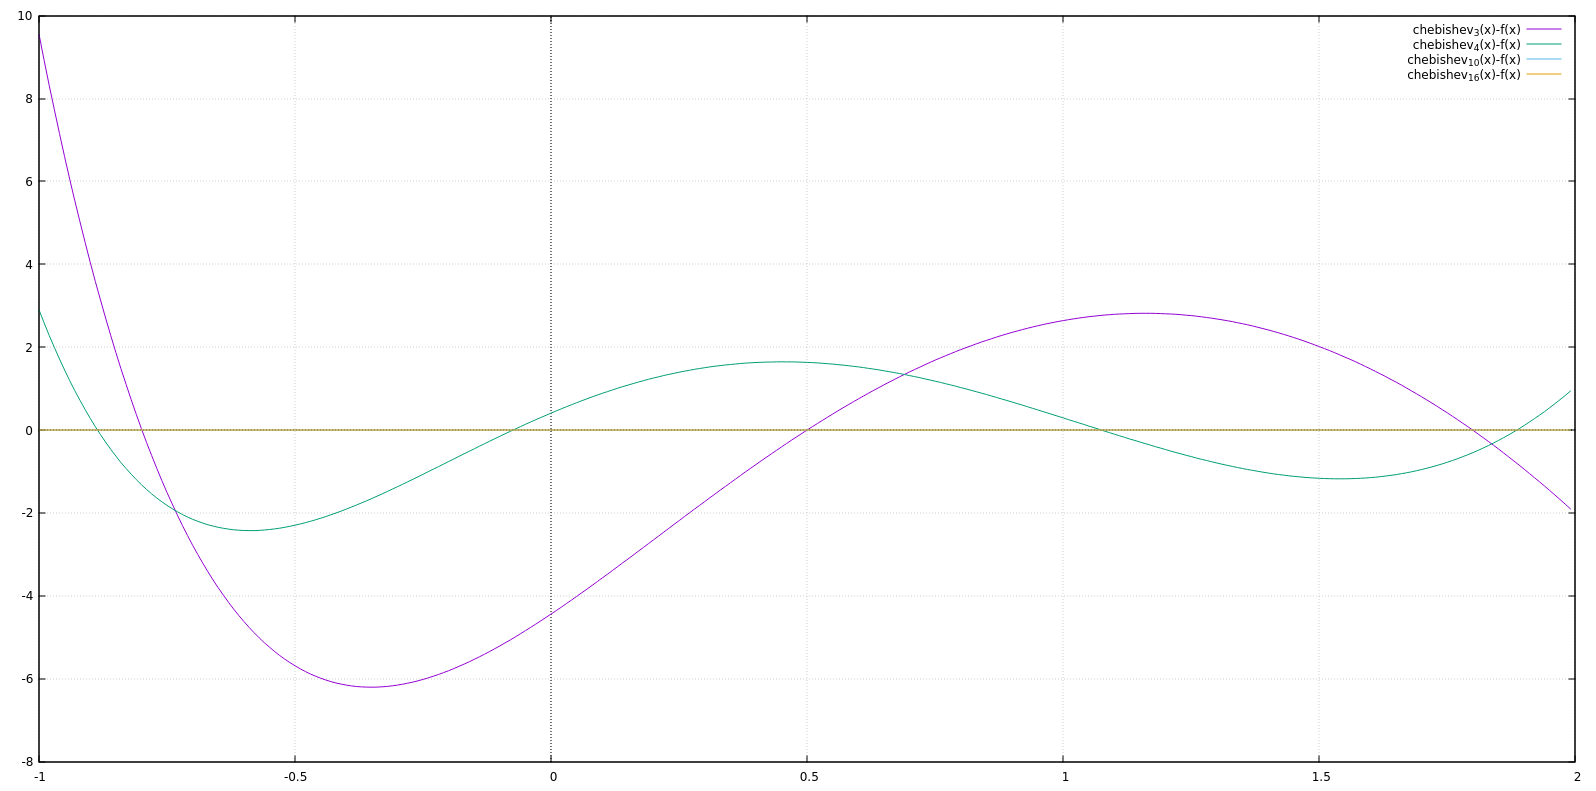 10
8
6
4
2
0
-2
-4
-6
-8
chebishev₃(x)-f(x)
chebishev₄(x)-f(x)
chebishev₁₀(x)-f(x)
chebishev₁₆(x)-f(x)
-1 -0.5 0 0.5 1 1.5 2